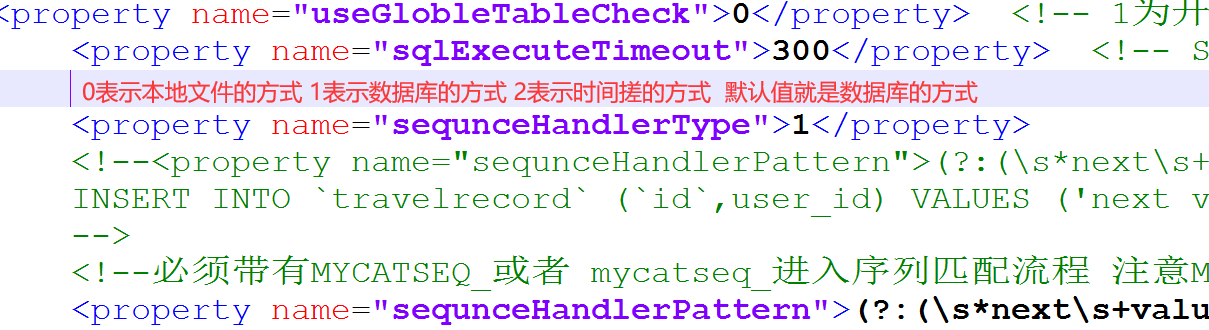 <property name="useGlobleTableCheck">0</property> <!-- 1为开
<property name="sqlExecuteTimeout">300</property> <!-- S
0表示本地文件的方式 1表示数据库的方式 2表示时间搓的方式 默认值就是数据库的方式
<property name="sequnceHandlerType">1</property>
<!--<property name="sequnceHandlerPattern">(?:(\s*next\s+
INSERT INTO `travelrecord` (`id`,user_id) VALUES ('next v
-->
<!--必须带有MYCATSEQ_或者 mycatseq_进入序列匹配流程 注意M
<property name="sequnceHandlerPattern">(?:(\s*next\s+valu